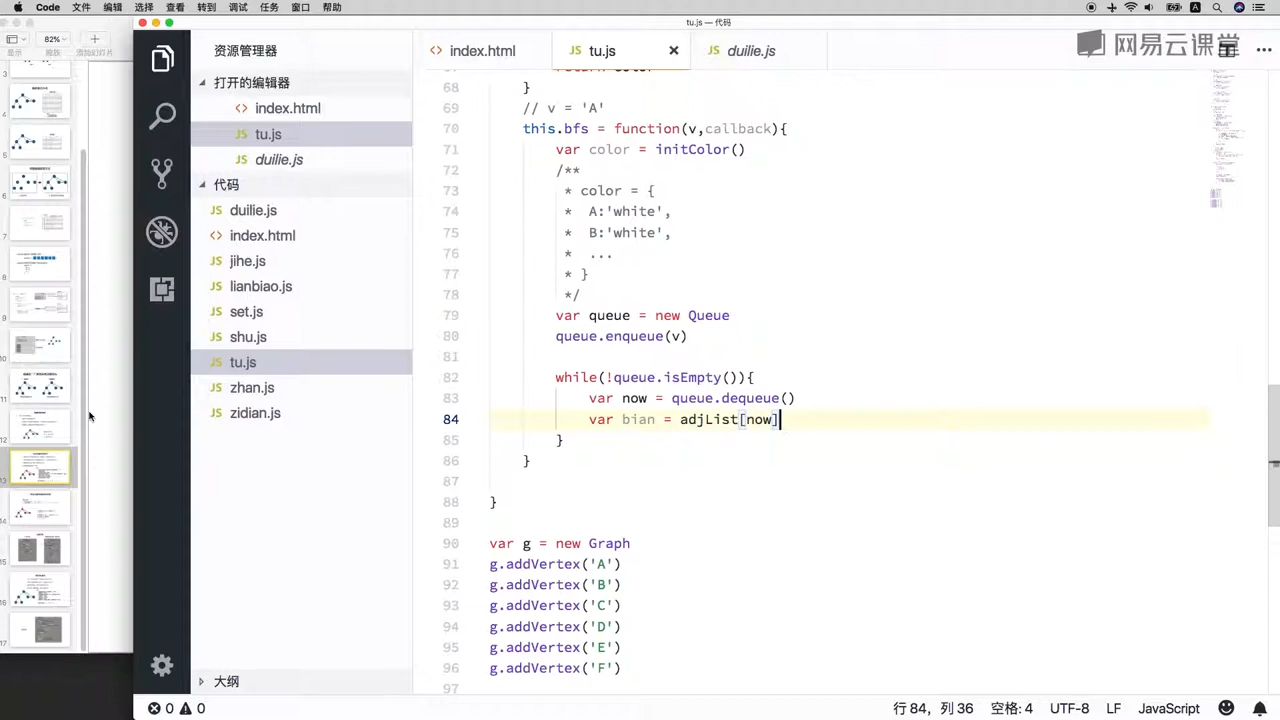 Code 文件 编辑 选择 查看 转到 调试 任务 窗口 帮助
tu.js — 代码
82%
资源管理器
打开的编辑器
index.html
tu.js
duilie.js
代码
duilie.js
index.html
jihe.js
lianbiao.js
set.js
shu.js
tu.js
zhan.js
zidian.js
大纲
index.html tu.js duilie.js
网易云课堂
68 }
69 // v = 'A'
70 this.bfs = function(v,callback){
71 var color = initColor()
72 /**
73 * color = {
74 * A:'white',
75 * B:'white',
76 * ...
77 * }
78 */
79 var queue = new Queue
80 queue.enqueue(v)
81
82 while(!queue.isEmpty()){
83 var now = queue.dequeue()
84 var bian = adjList[now]
85 }
86 }
87
88 }
89
90 var g = new Graph
91 g.addVertex('A')
92 g.addVertex('B')
93 g.addVertex('C')
94 g.addVertex('D')
95 g.addVertex('E')
96 g.addVertex('F')
97
0 0 行 84，列 36 空格: 4 UTF-8 LF JavaScript